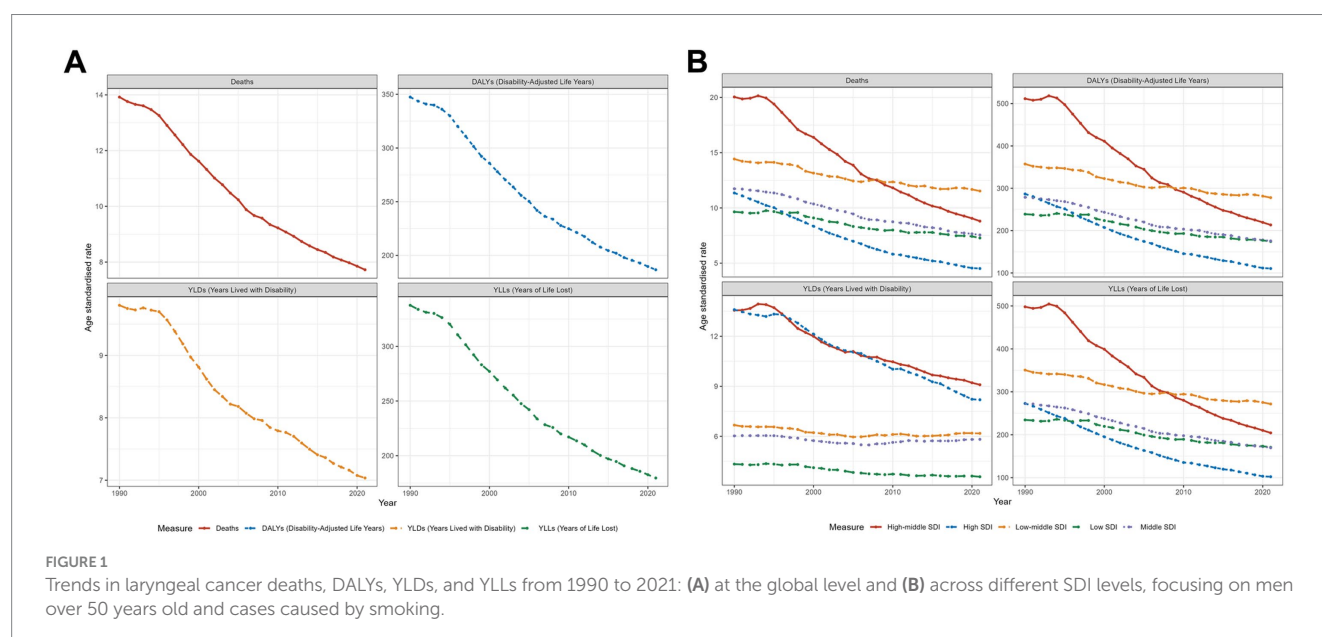 A
B
Deaths
DALYs (Disability-Adjusted Life Years)
14
12
10
8
350
300
250
200
YLDs (Years Lived with Disability)
YLLs (Years of Life Lost)
9
8
7
350
300
250
200
1990
2000
2010
2020
1990
2000
2010
2020
Age standardised rate
Year
Measure
Deaths
DALYs (Disability-Adjusted Life Years)
YLDs (Years Lived with Disability)
YLLs (Years of Life Lost)
Deaths
DALYs (Disability-Adjusted Life Years)
20
15
10
5
500
400
300
200
100
YLDs (Years Lived with Disability)
YLLs (Years of Life Lost)
12
9
6
500
400
300
200
100
1990
2000
2010
2020
1990
2000
2010
2020
Age standardised rate
Year
Measure
High-middle SDI
High SDI
Low-middle SDI
Low SDI
Middle SDI
FIGURE 1
Trends in laryngeal cancer deaths, DALYs, YLDs, and YLLs from 1990 to 2021: (A) at the global level and (B) across different SDI levels, focusing on men
over 50 years old and cases caused by smoking.